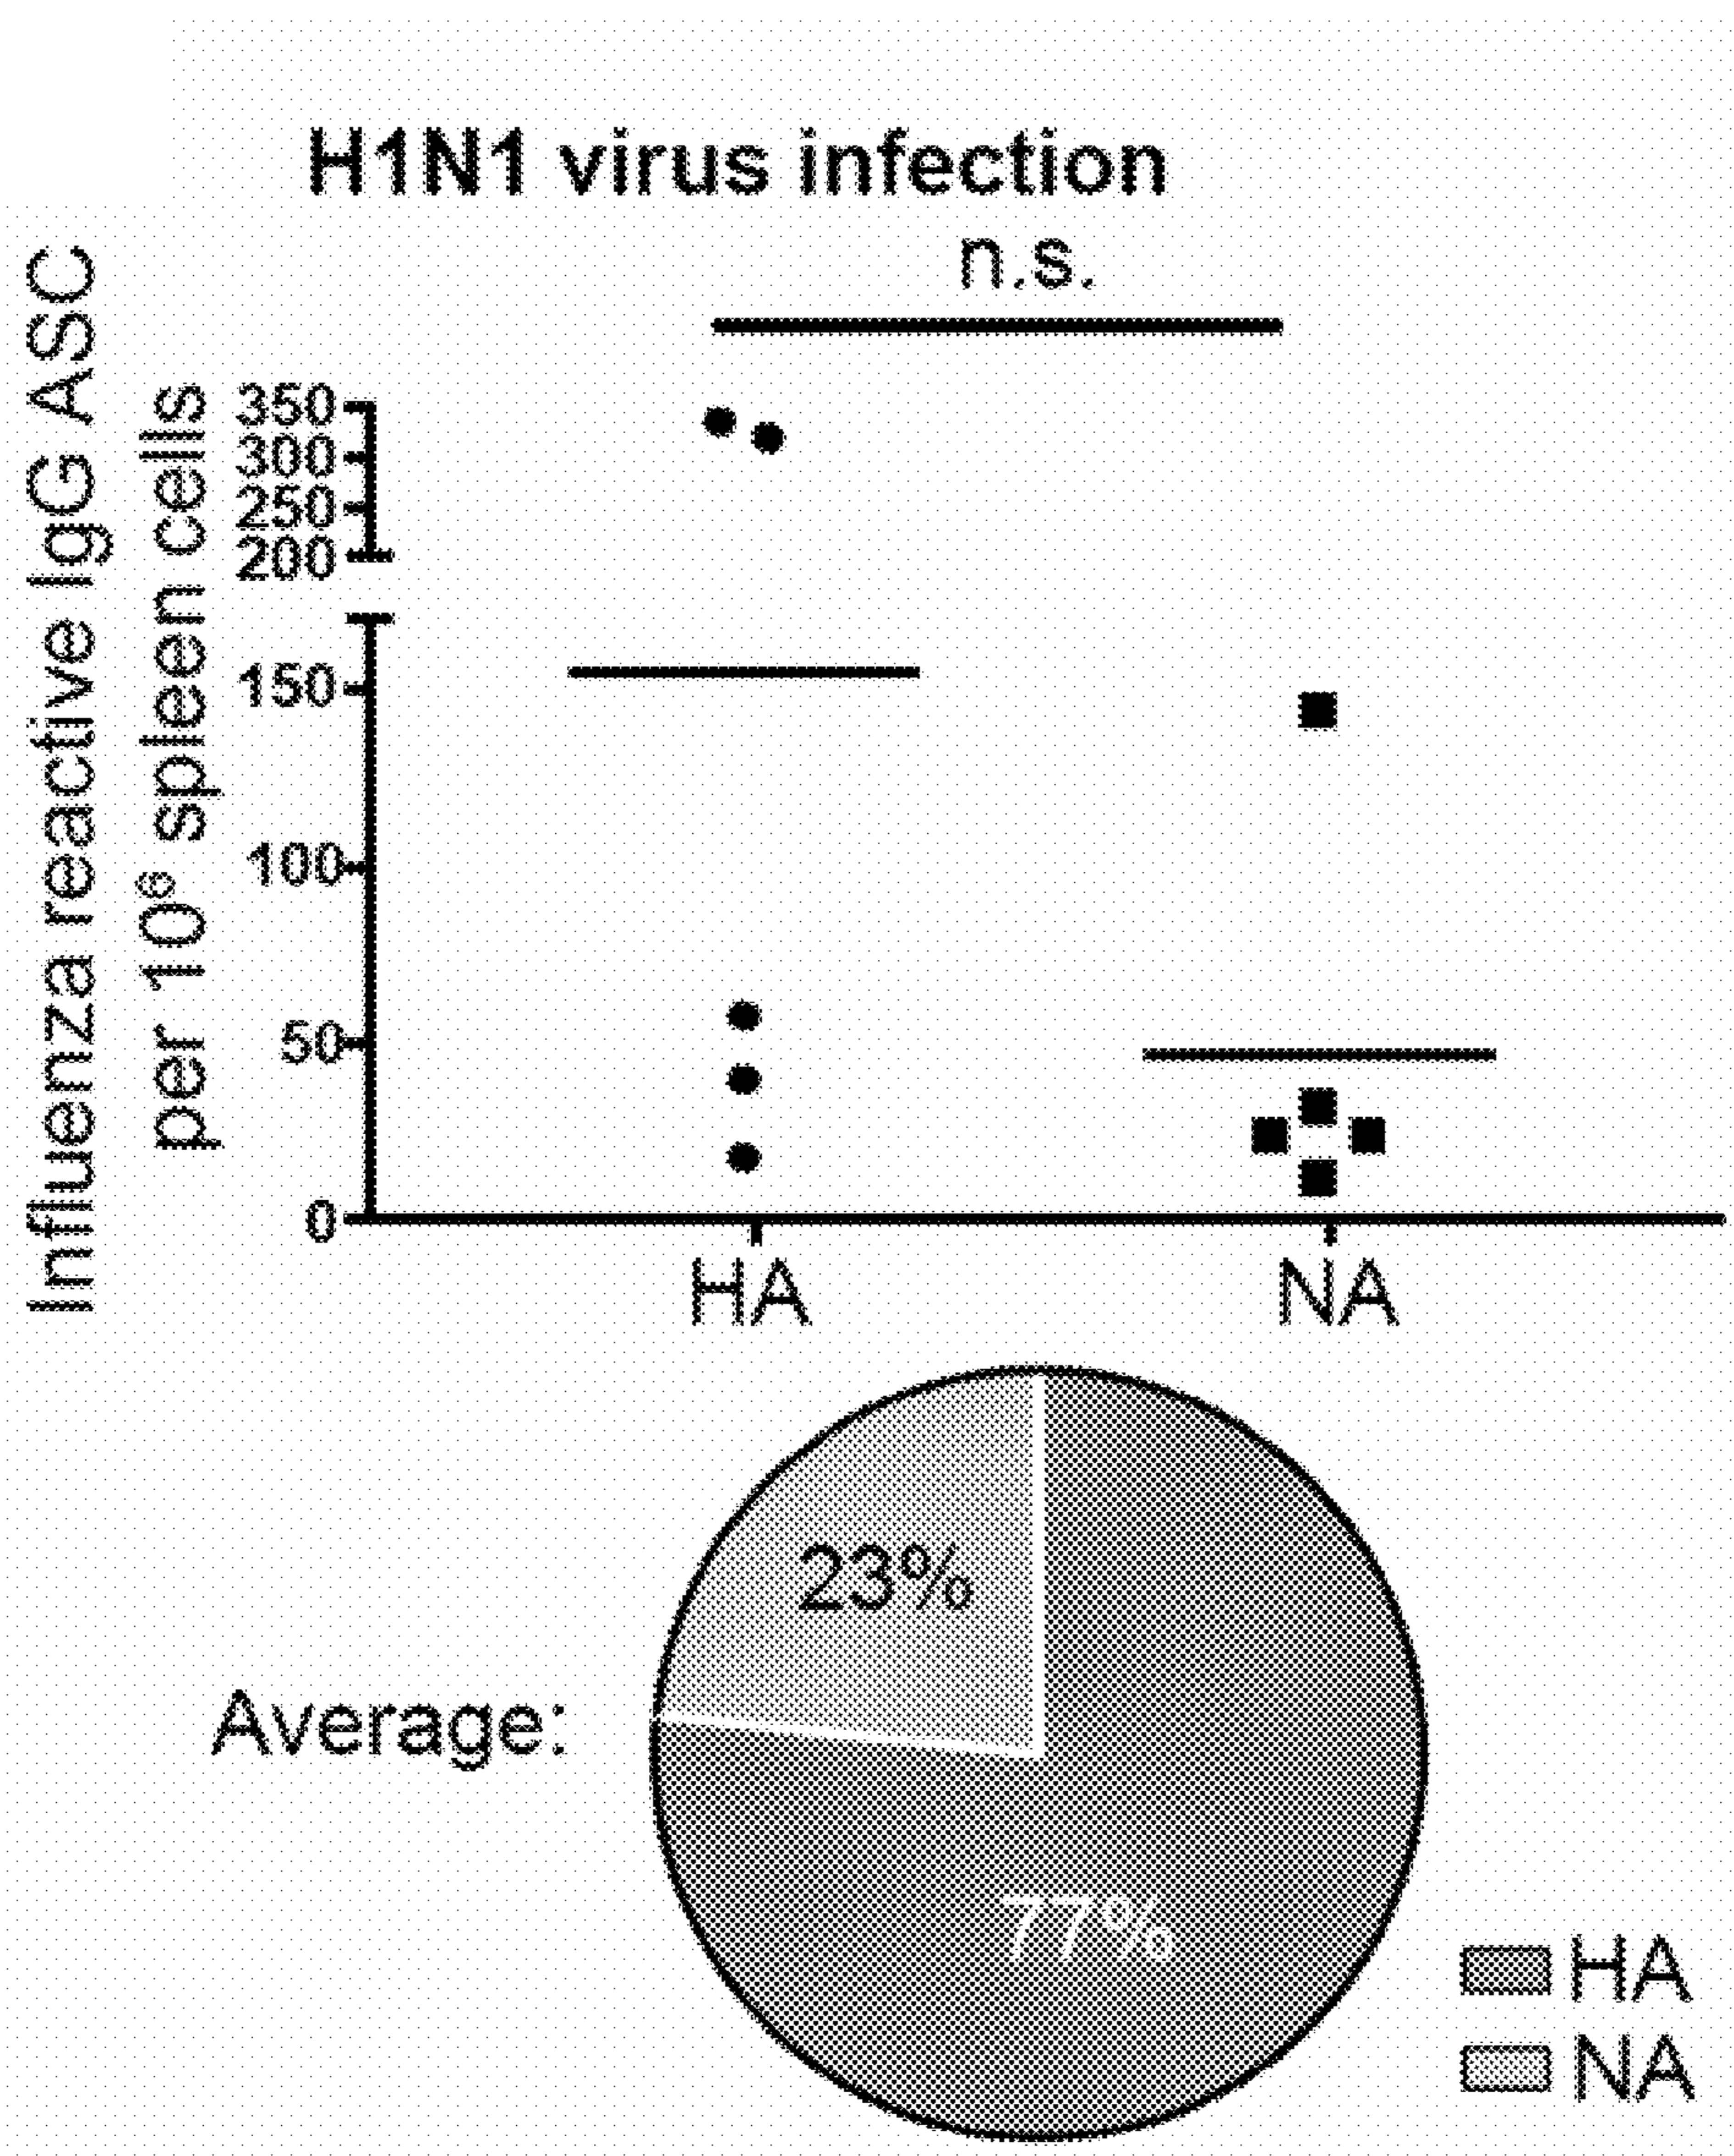 H1N1 virus infection
n.s.
Influenza reactive IgG ASC
per 10⁶ spleen cells
350
300
250
200
150
100
50
0
HA
NA
Average:
23%
77%
HA
NA